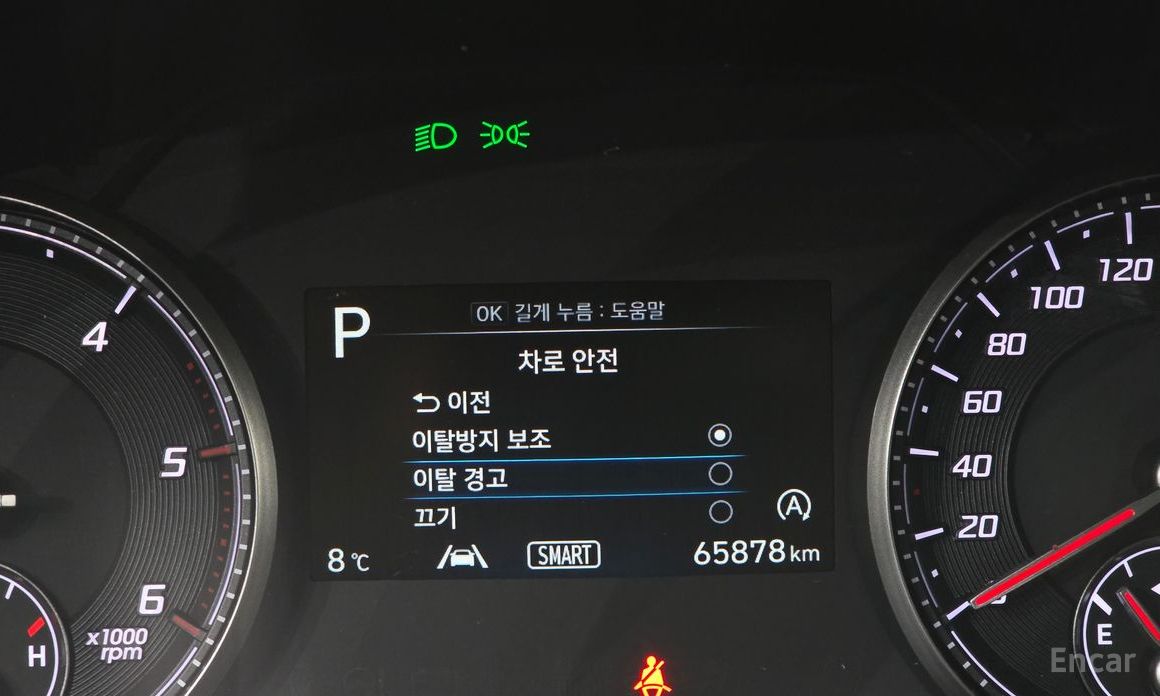 P
OK 길게 누름 : 도움말
차로 안전
이전
이탈방지 보조
이탈 경고
끄기
A
8 ℃
SMART
65878 km
4
5
6
x1000
rpm
H
120
100
80
60
40
20
E
Encar